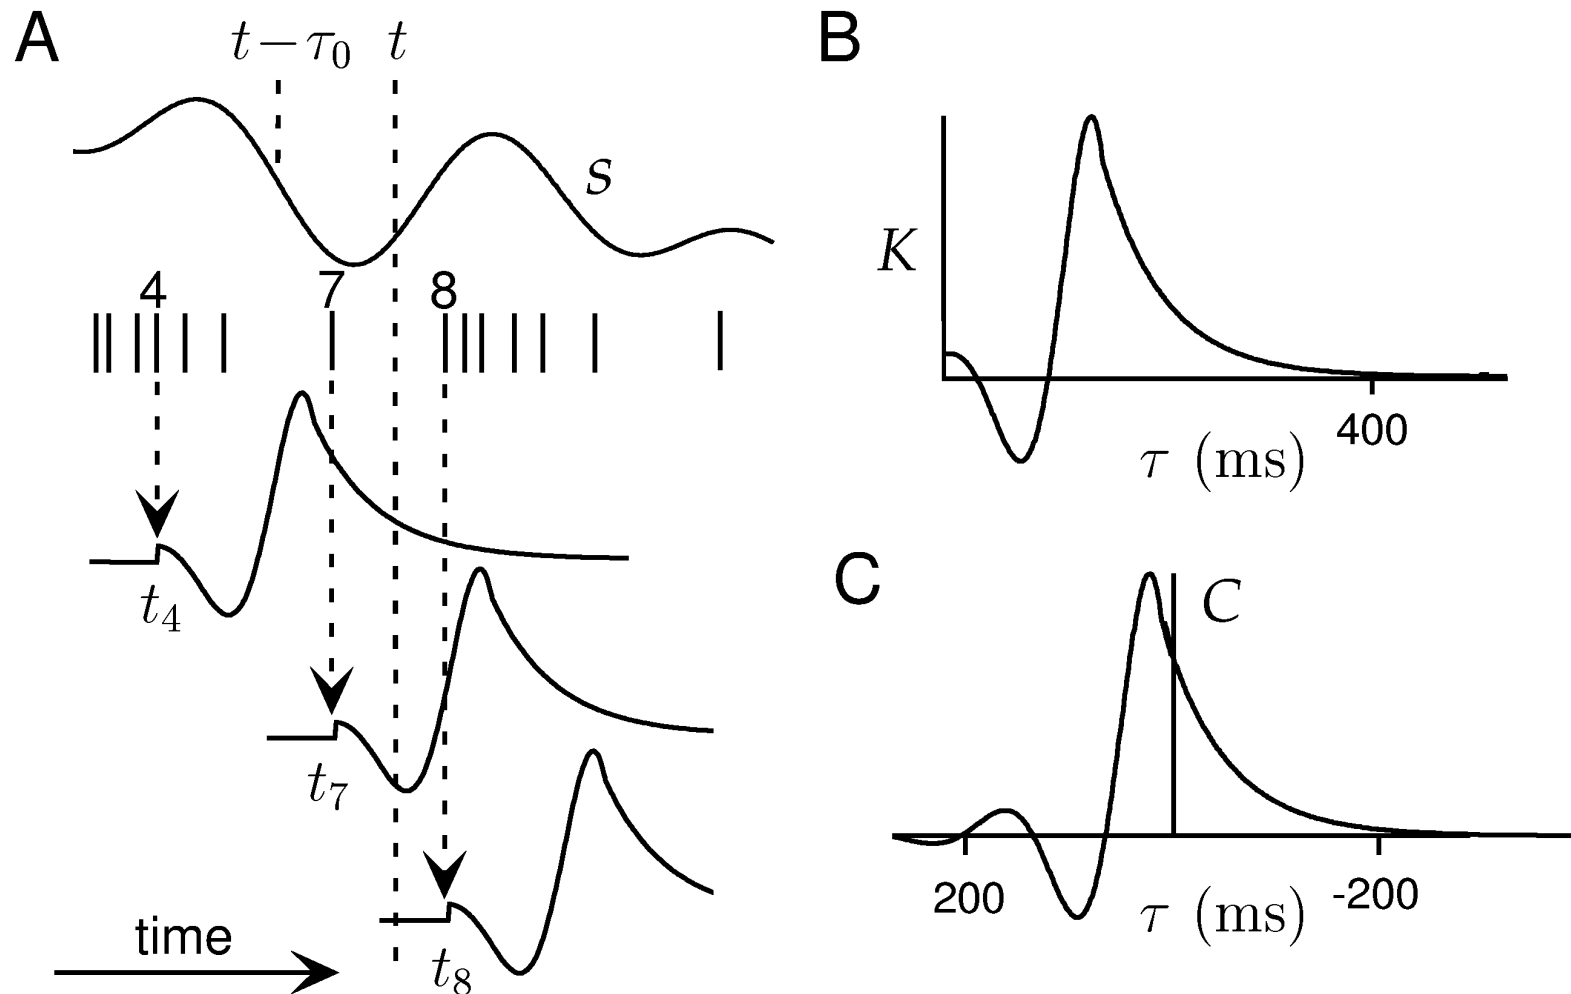 A
t − τ₀ t
s
4 7 8
t₄
t₇
t₈
time
B
K
400
τ (ms)
C
C
200 τ (ms) -200